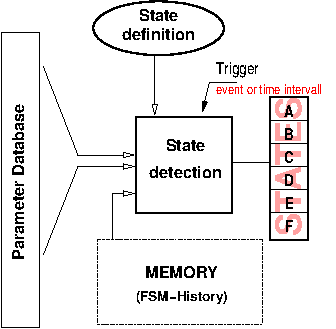 State
definition
Trigger
event or time intervall
Parameter Database
State
detection
STATES
A
B
C
D
E
F
MEMORY
(FSM-History)